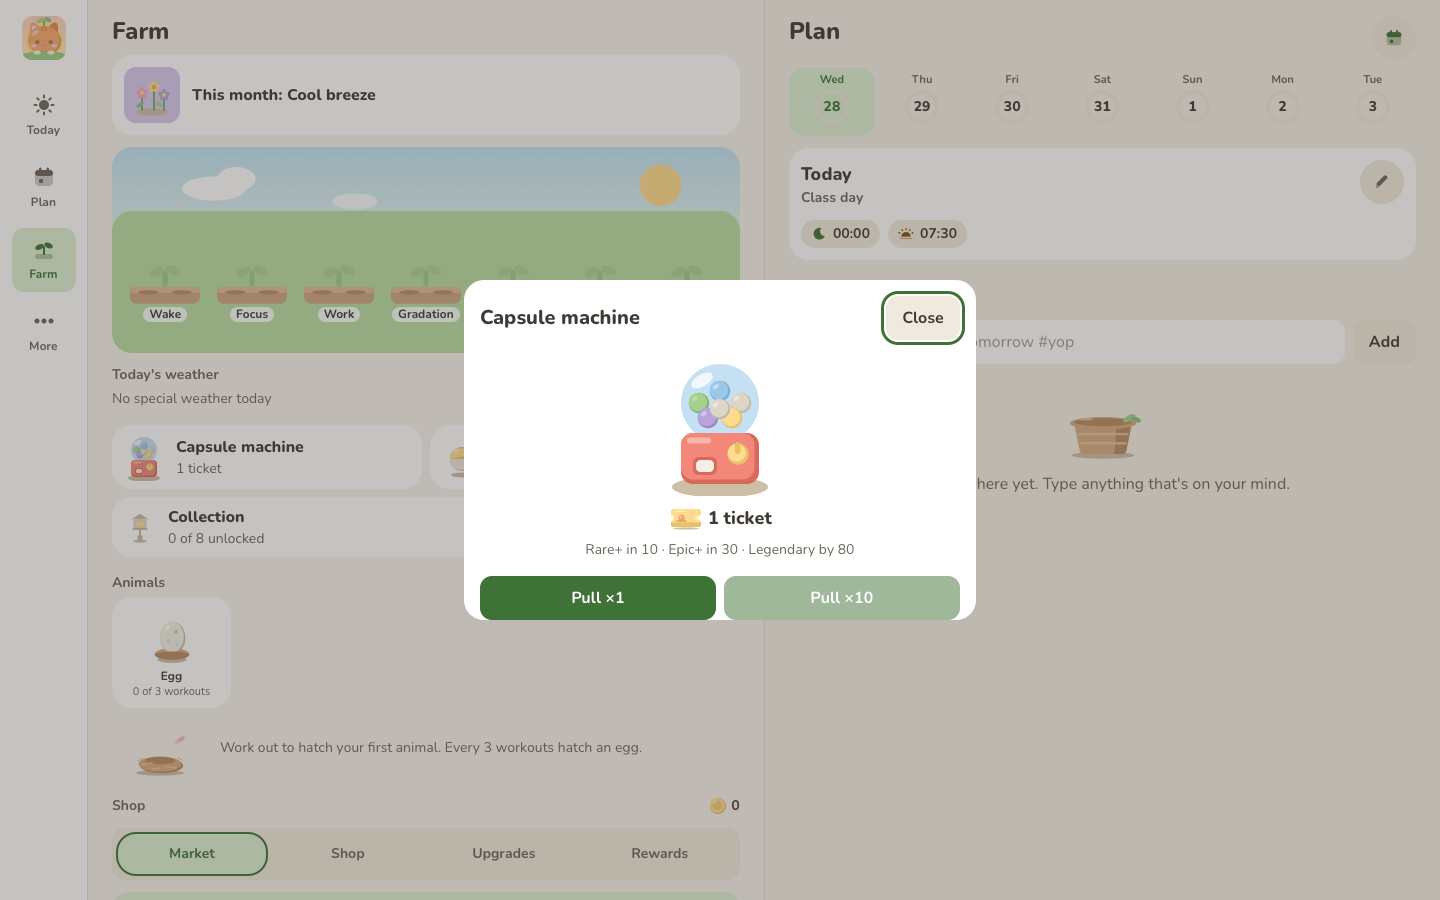 Today
Plan
Farm
More
Farm
This month: Cool breeze
Wake
Focus
Work
Gradation
Today's weather
No special weather today
Capsule machine
1 ticket
Collection
0 of 8 unlocked
Animals
Egg
0 of 3 workouts
Work out to hatch your first animal. Every 3 workouts hatch an egg.
Shop
0
Market
Shop
Upgrades
Rewards
Capsule machine
Close
1 ticket
Rare+ in 10 · Epic+ in 30 · Legendary by 80
Pull ×1
Pull ×10
Plan
Wed
Thu
Fri
Sat
Sun
Mon
Tue
28
29
30
31
1
2
3
Today
Class day
00:00
07:30
omorrow #yop
Add
here yet. Type anything that's on your mind.